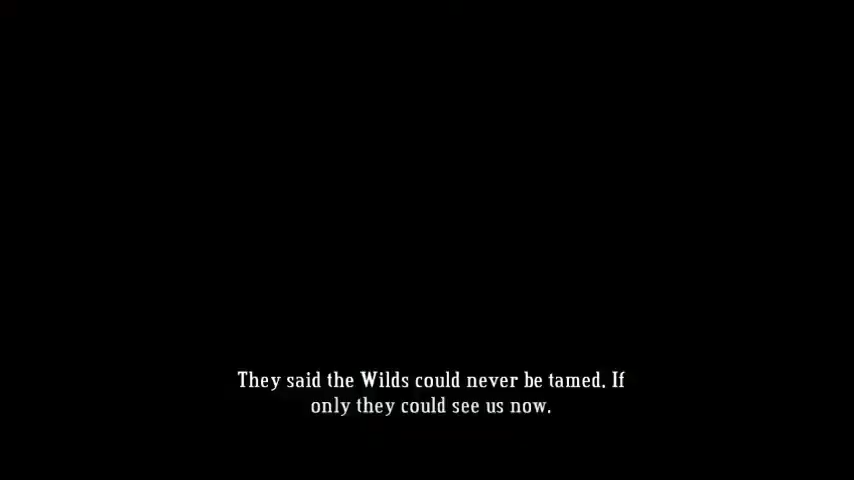 They said the Wilds could never be tamed. If
only they could see us now.